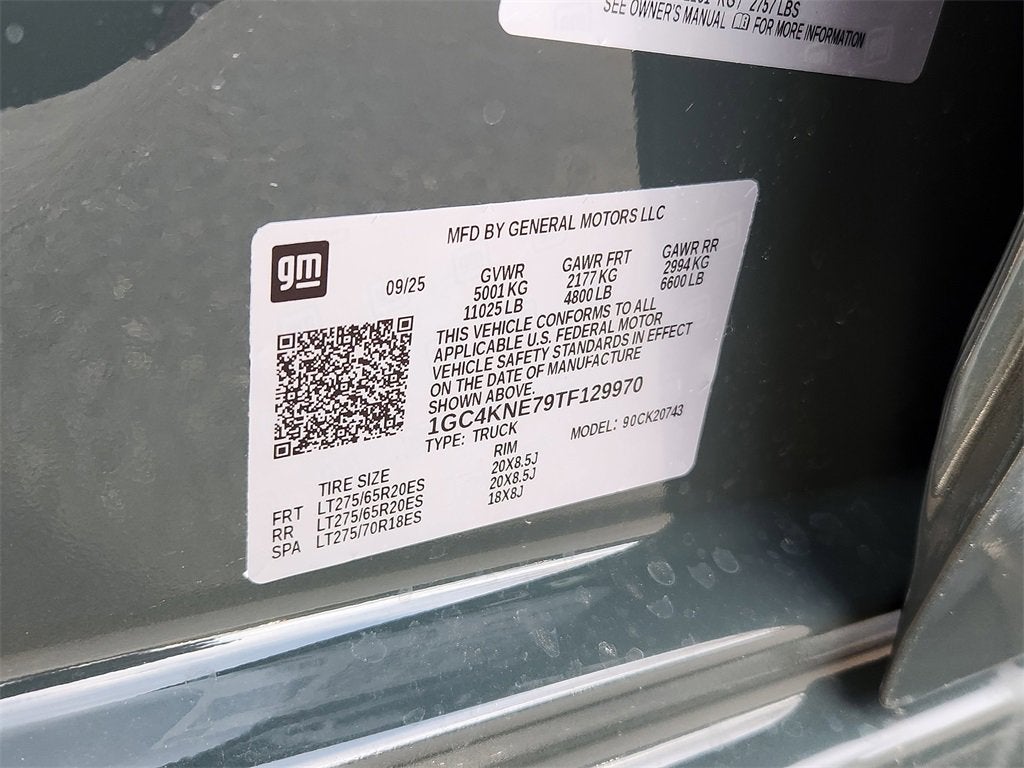 2757 LBS
SEE OWNER'S MANUAL FOR MORE INFORMATION
MFD BY GENERAL MOTORS LLC
gm
09/25 GVWR GAWR FRT GAWR RR
5001 KG 2177 KG 2994 KG
11025 LB 4800 LB 6600 LB
THIS VEHICLE CONFORMS TO ALL
APPLICABLE U.S. FEDERAL MOTOR
VEHICLE SAFETY STANDARDS IN EFFECT
ON THE DATE OF MANUFACTURE
SHOWN ABOVE.
1GC4KNE79TF129970
TYPE: TRUCK MODEL: 90CK20743
TIRE SIZE RIM
FRT LT275/65R20ES 20X8.5J
RR LT275/65R20ES 20X8.5J
SPA LT275/70R18ES 18X8J